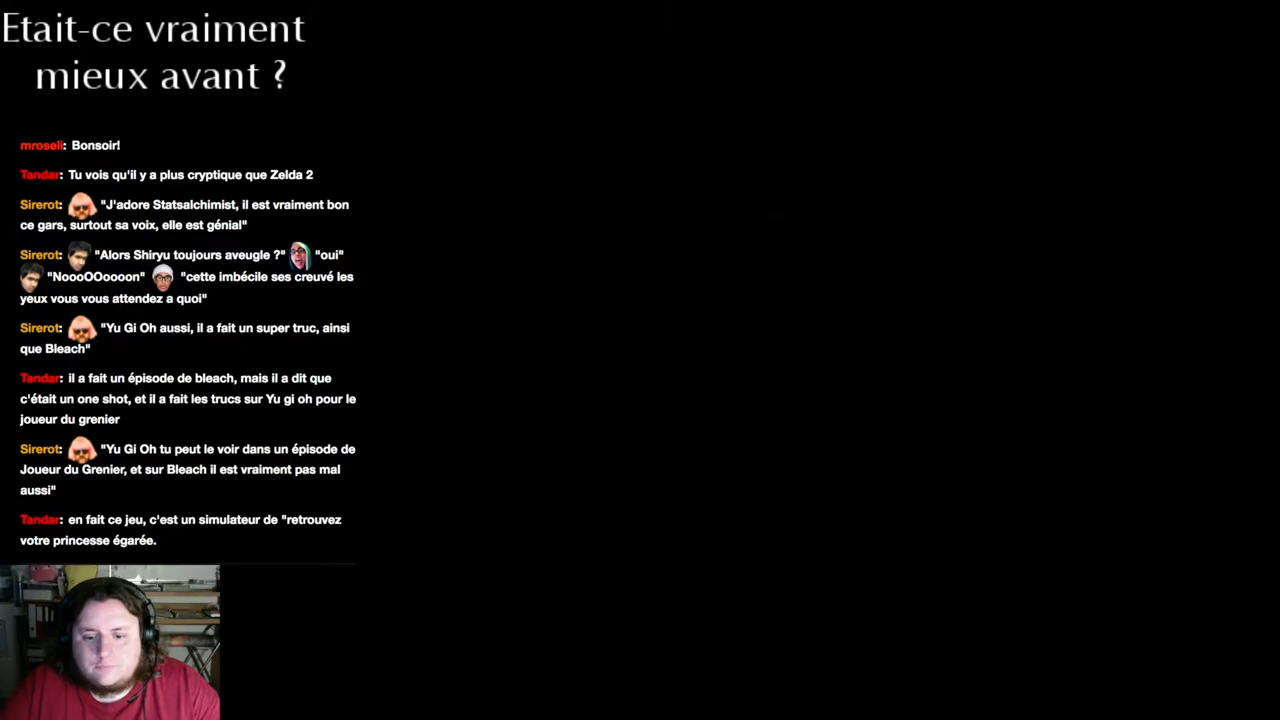 Etait-ce vraiment
mieux avant ?
mroseli: Bonsoir!
Tandar: Tu vois qu'il y a plus cryptique que Zelda 2
Sirerot: "J'adore Statsalchimist, il est vraiment bon
ce gars, surtout sa voix, elle est génial"
Sirerot: "Alors Shiryu toujours aveugle ?" "oui"
"NoooOOoooon" "cette imbécile ses creuvé les
yeux vous vous attendez a quoi"
Sirerot: "Yu Gi Oh aussi, il a fait un super truc, ainsi
que Bleach"
Tandar: il a fait un épisode de bleach, mais il a dit que
c'était un one shot, et il a fait les trucs sur Yu gi oh pour le
joueur du grenier
Sirerot: "Yu Gi Oh tu peut le voir dans un épisode de
Joueur du Grenier, et sur Bleach il est vraiment pas mal
aussi"
Tandar: en fait ce jeu, c'est un simulateur de "retrouvez
votre princesse égarée.